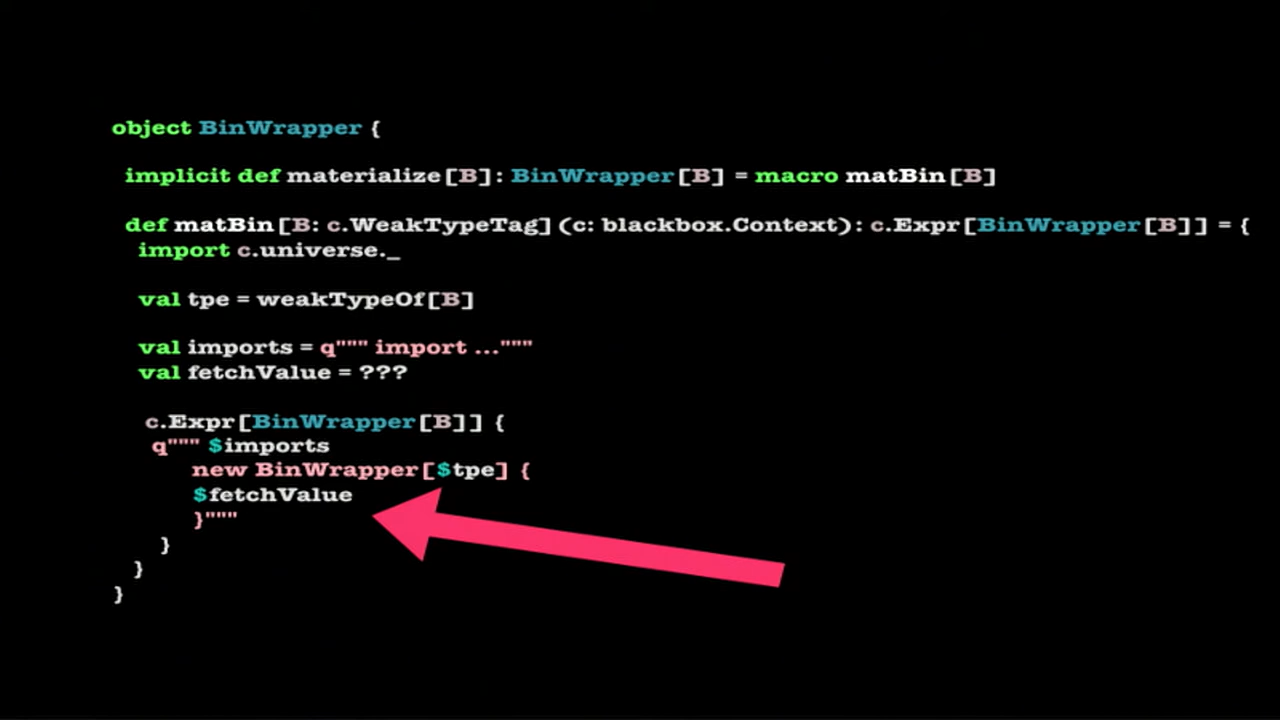 object BinWrapper {
implicit def materialize[B]: BinWrapper[B] = macro matBin[B]
def matBin[B: c.WeakTypeTag](c: blackbox.Context): c.Expr[BinWrapper[B]] = {
import c.universe._
val tpe = weakTypeOf[B]
val imports = q""" import ..."""
val fetchValue = ???
c.Expr[BinWrapper[B]] {
q""" $imports
new BinWrapper[$tpe] {
$fetchValue
}"""
}
}
}